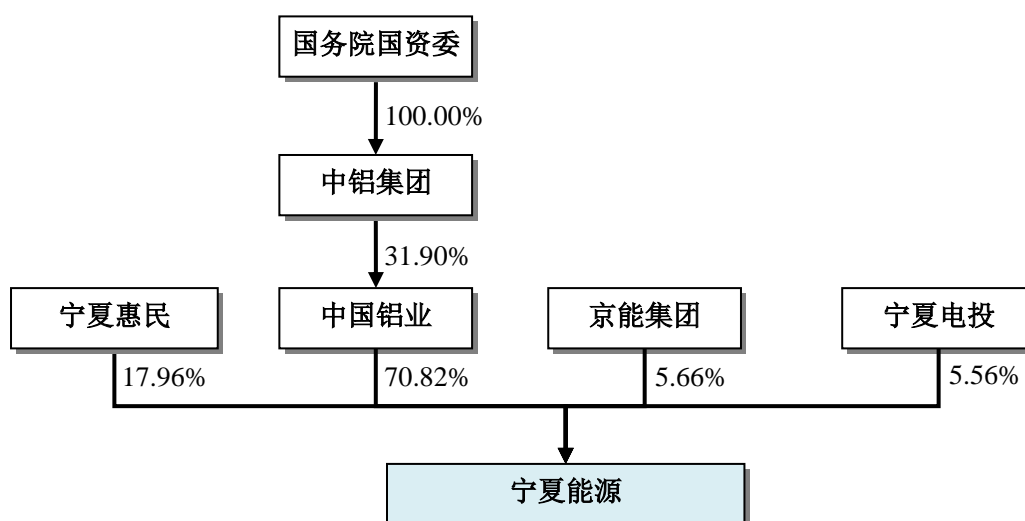 国务院国资委
100.00%
中铝集团
31.90%
宁夏惠民
中国铝业
京能集团
宁夏电投
17.96%
70.82%
5.66%
5.56%
宁夏能源